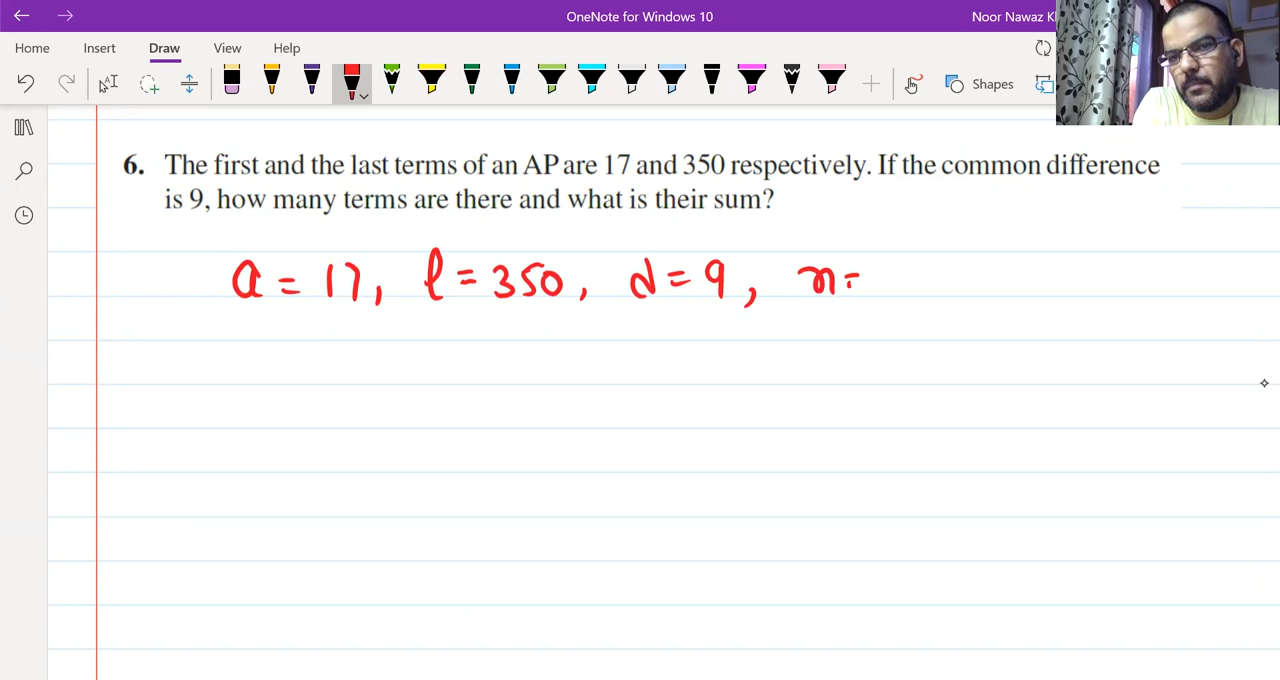 OneNote for Windows 10
Noor Nawaz K
Home Insert Draw View Help
Shapes
6. The first and the last terms of an AP are 17 and 350 respectively. If the common difference
is 9, how many terms are there and what is their sum?
a = 17, l = 350, d = 9, n =